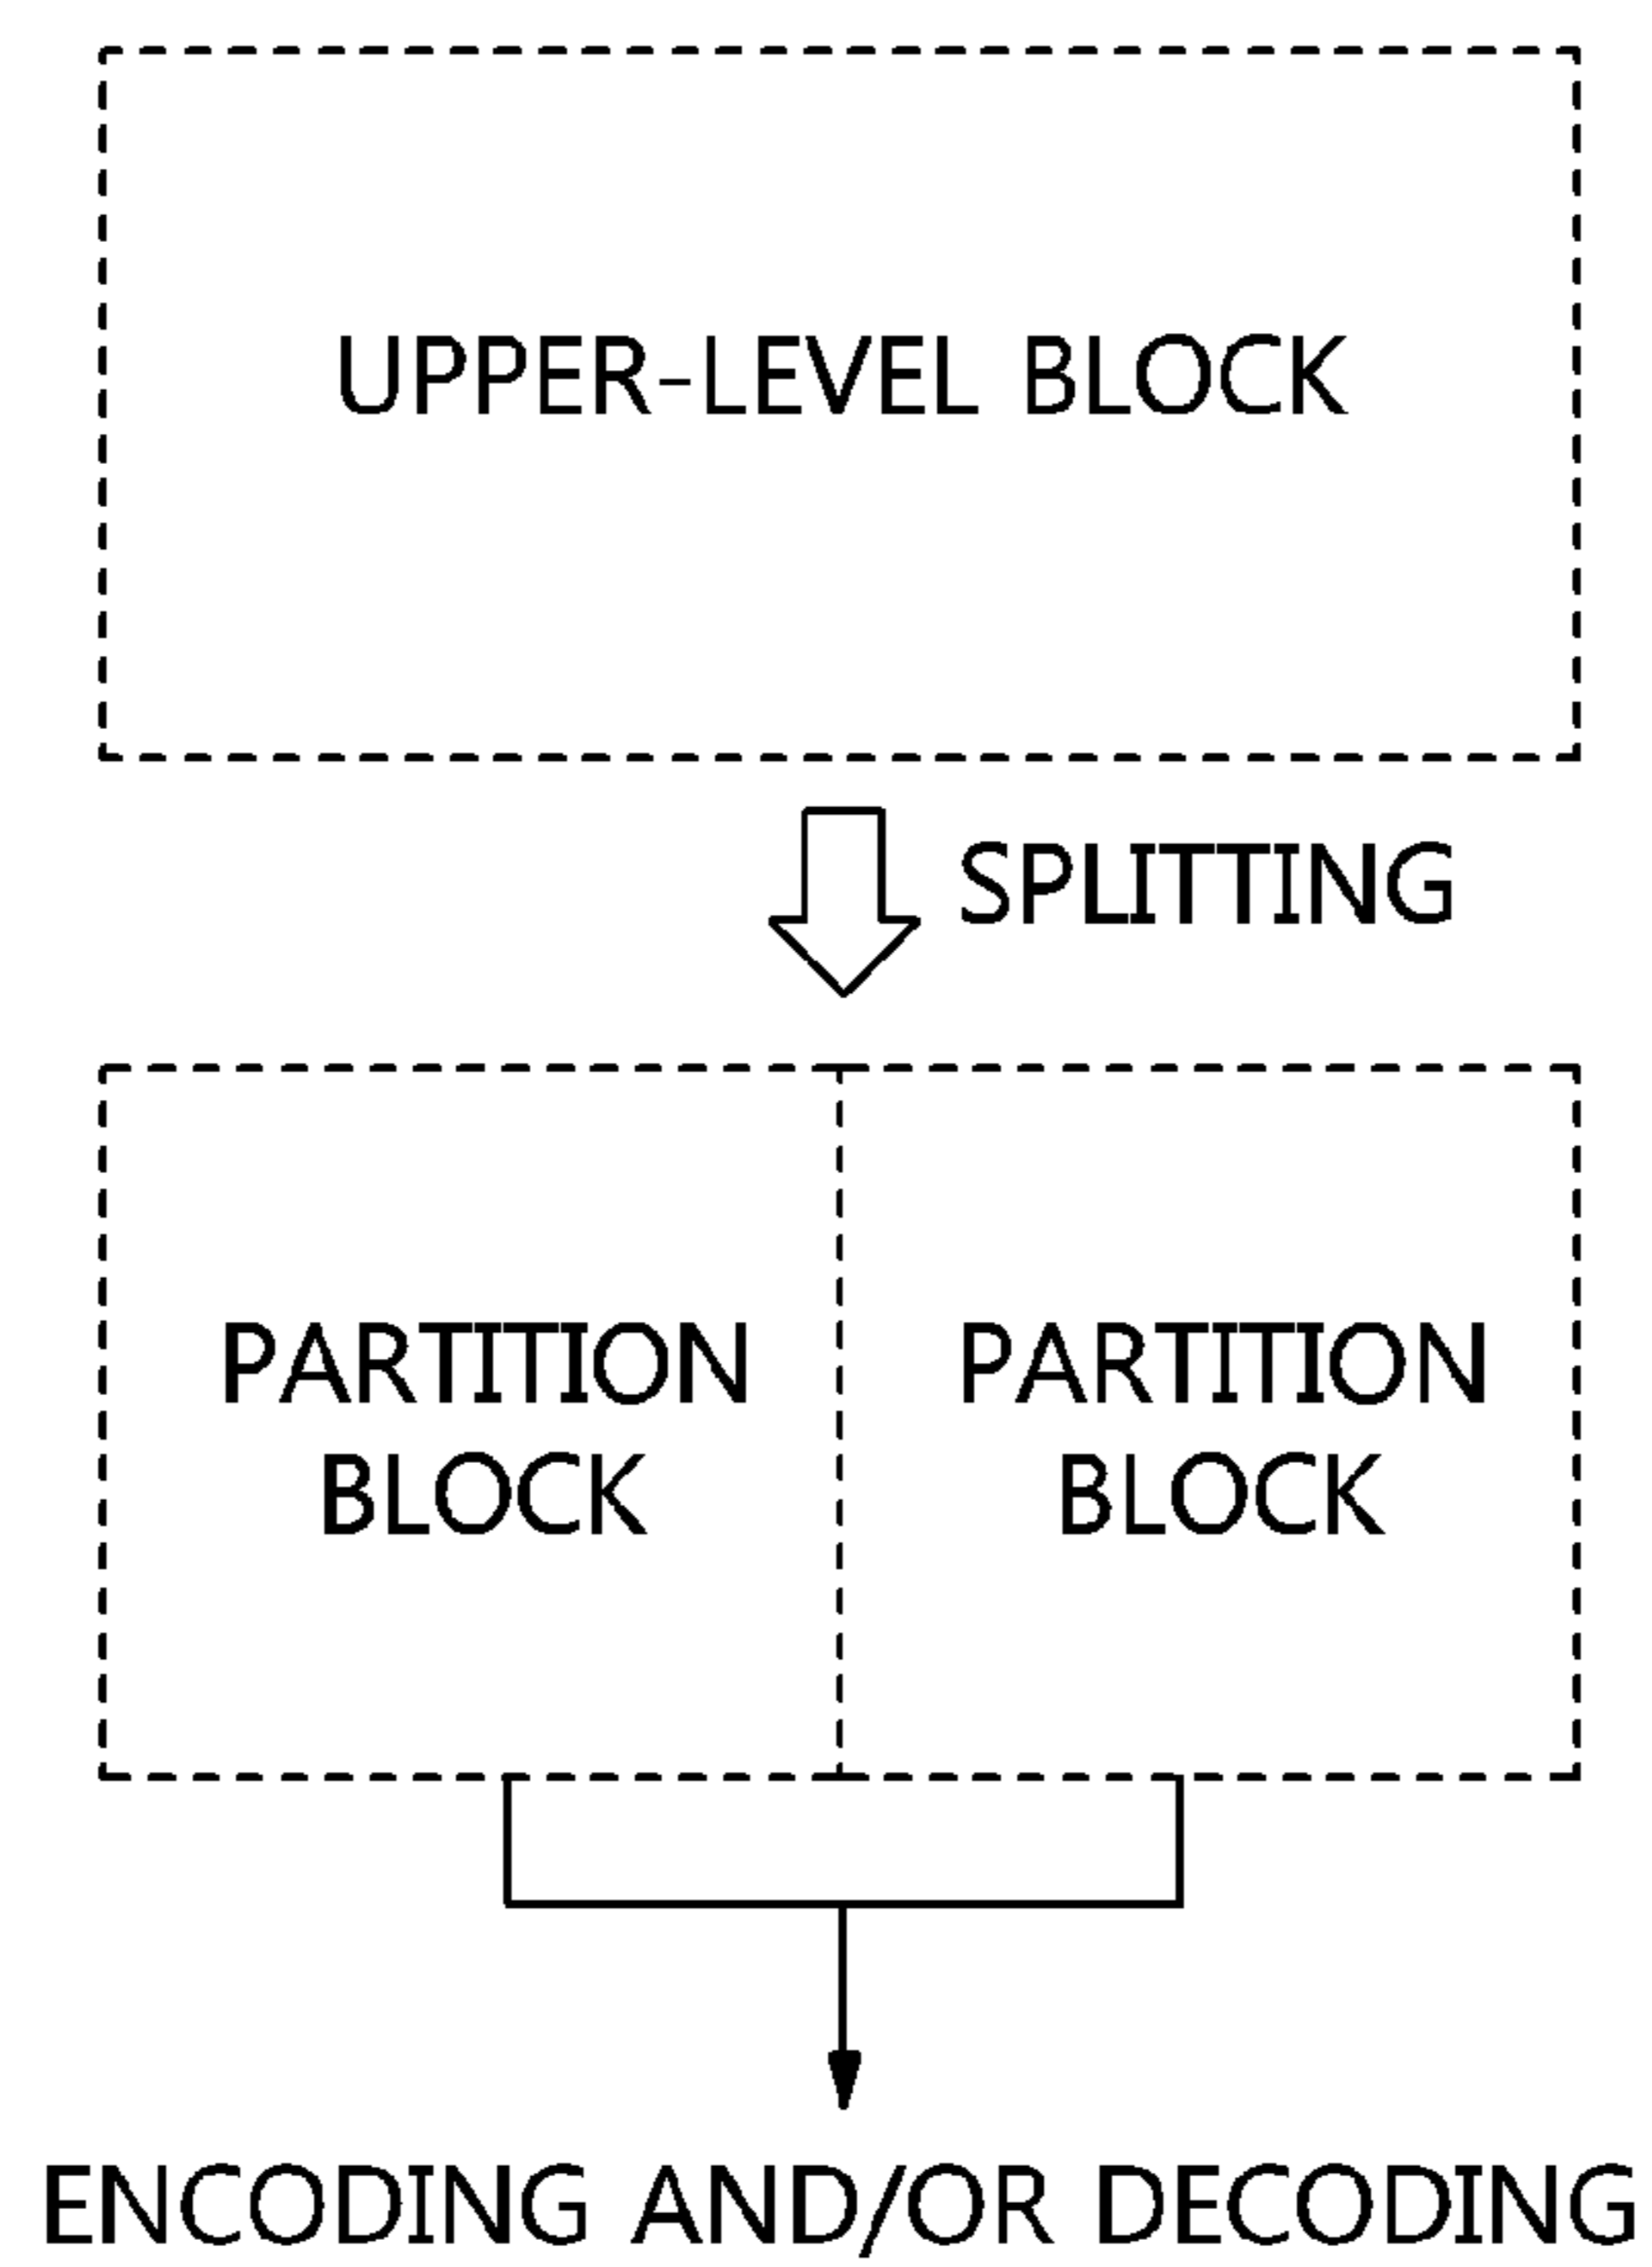 UPPER-LEVEL BLOCK
SPLITTING
PARTITION PARTITION
BLOCK BLOCK
ENCODING AND/OR DECODING